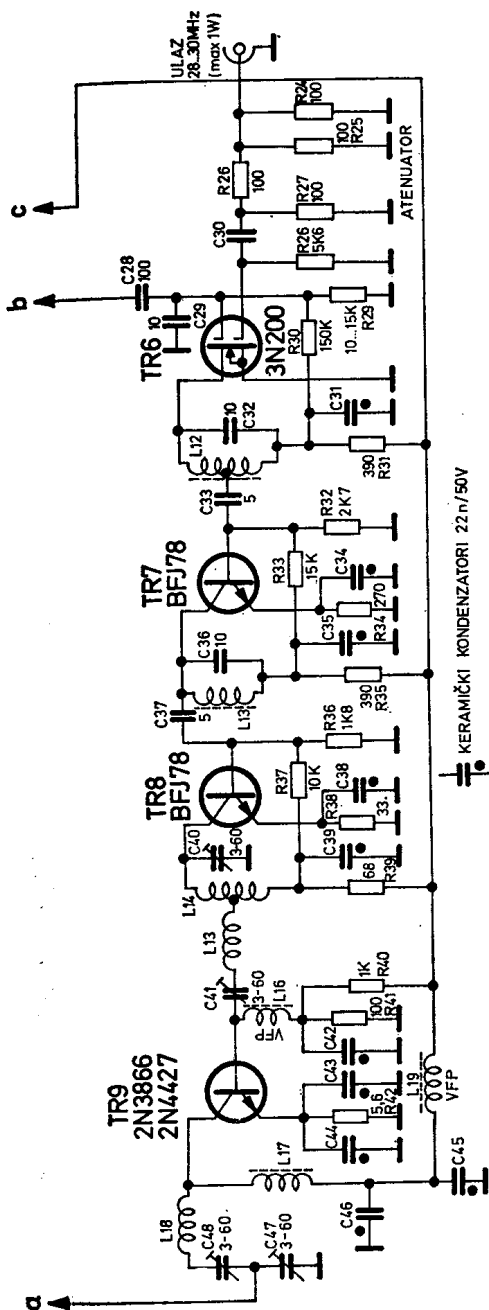 ULAZ
28..30MHz
(max 1W)
c
b
a
R24
100
100
R25
R26
100
R27
100
ATENUATOR
C30
R26
5K6
C28
100
10
C29
TR6
3N200
R30
150K
10...15K
R29
L12
10
C32
C31
390
R31
C33
5
TR7
BFJ78
R32
2K7
R33
15K
C34
270
R34
C35
C36
10
L13
390
R35
C37
5
TR8
BFJ78
R36
1K8
R37
10K
C38
R38
33.
C39
C40
3-60
L14
68
R39
L13
C41
3-60
L16
VFP
1K
R40
100
R41
C42
TR9
2N3866
2N4427
C43
5,6
R42
C44
L17
L19
VFP
L18
C48
3-60
C47
3-60
C46
C45
KERAMIČKI KONDENZATORI 22n/50V